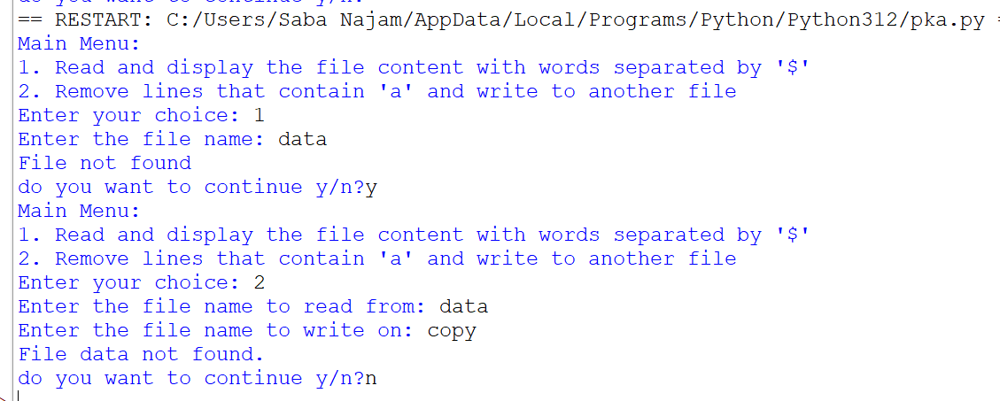 == RESTART: C:/Users/Saba Najam/AppData/Local/Programs/Python/Python312/pka.py =
Main Menu:
1. Read and display the file content with words separated by '$'
2. Remove lines that contain 'a' and write to another file
Enter your choice: 1
Enter the file name: data
File not found
do you want to continue y/n?y
Main Menu:
1. Read and display the file content with words separated by '$'
2. Remove lines that contain 'a' and write to another file
Enter your choice: 2
Enter the file name to read from: data
Enter the file name to write on: copy
File data not found.
do you want to continue y/n?n